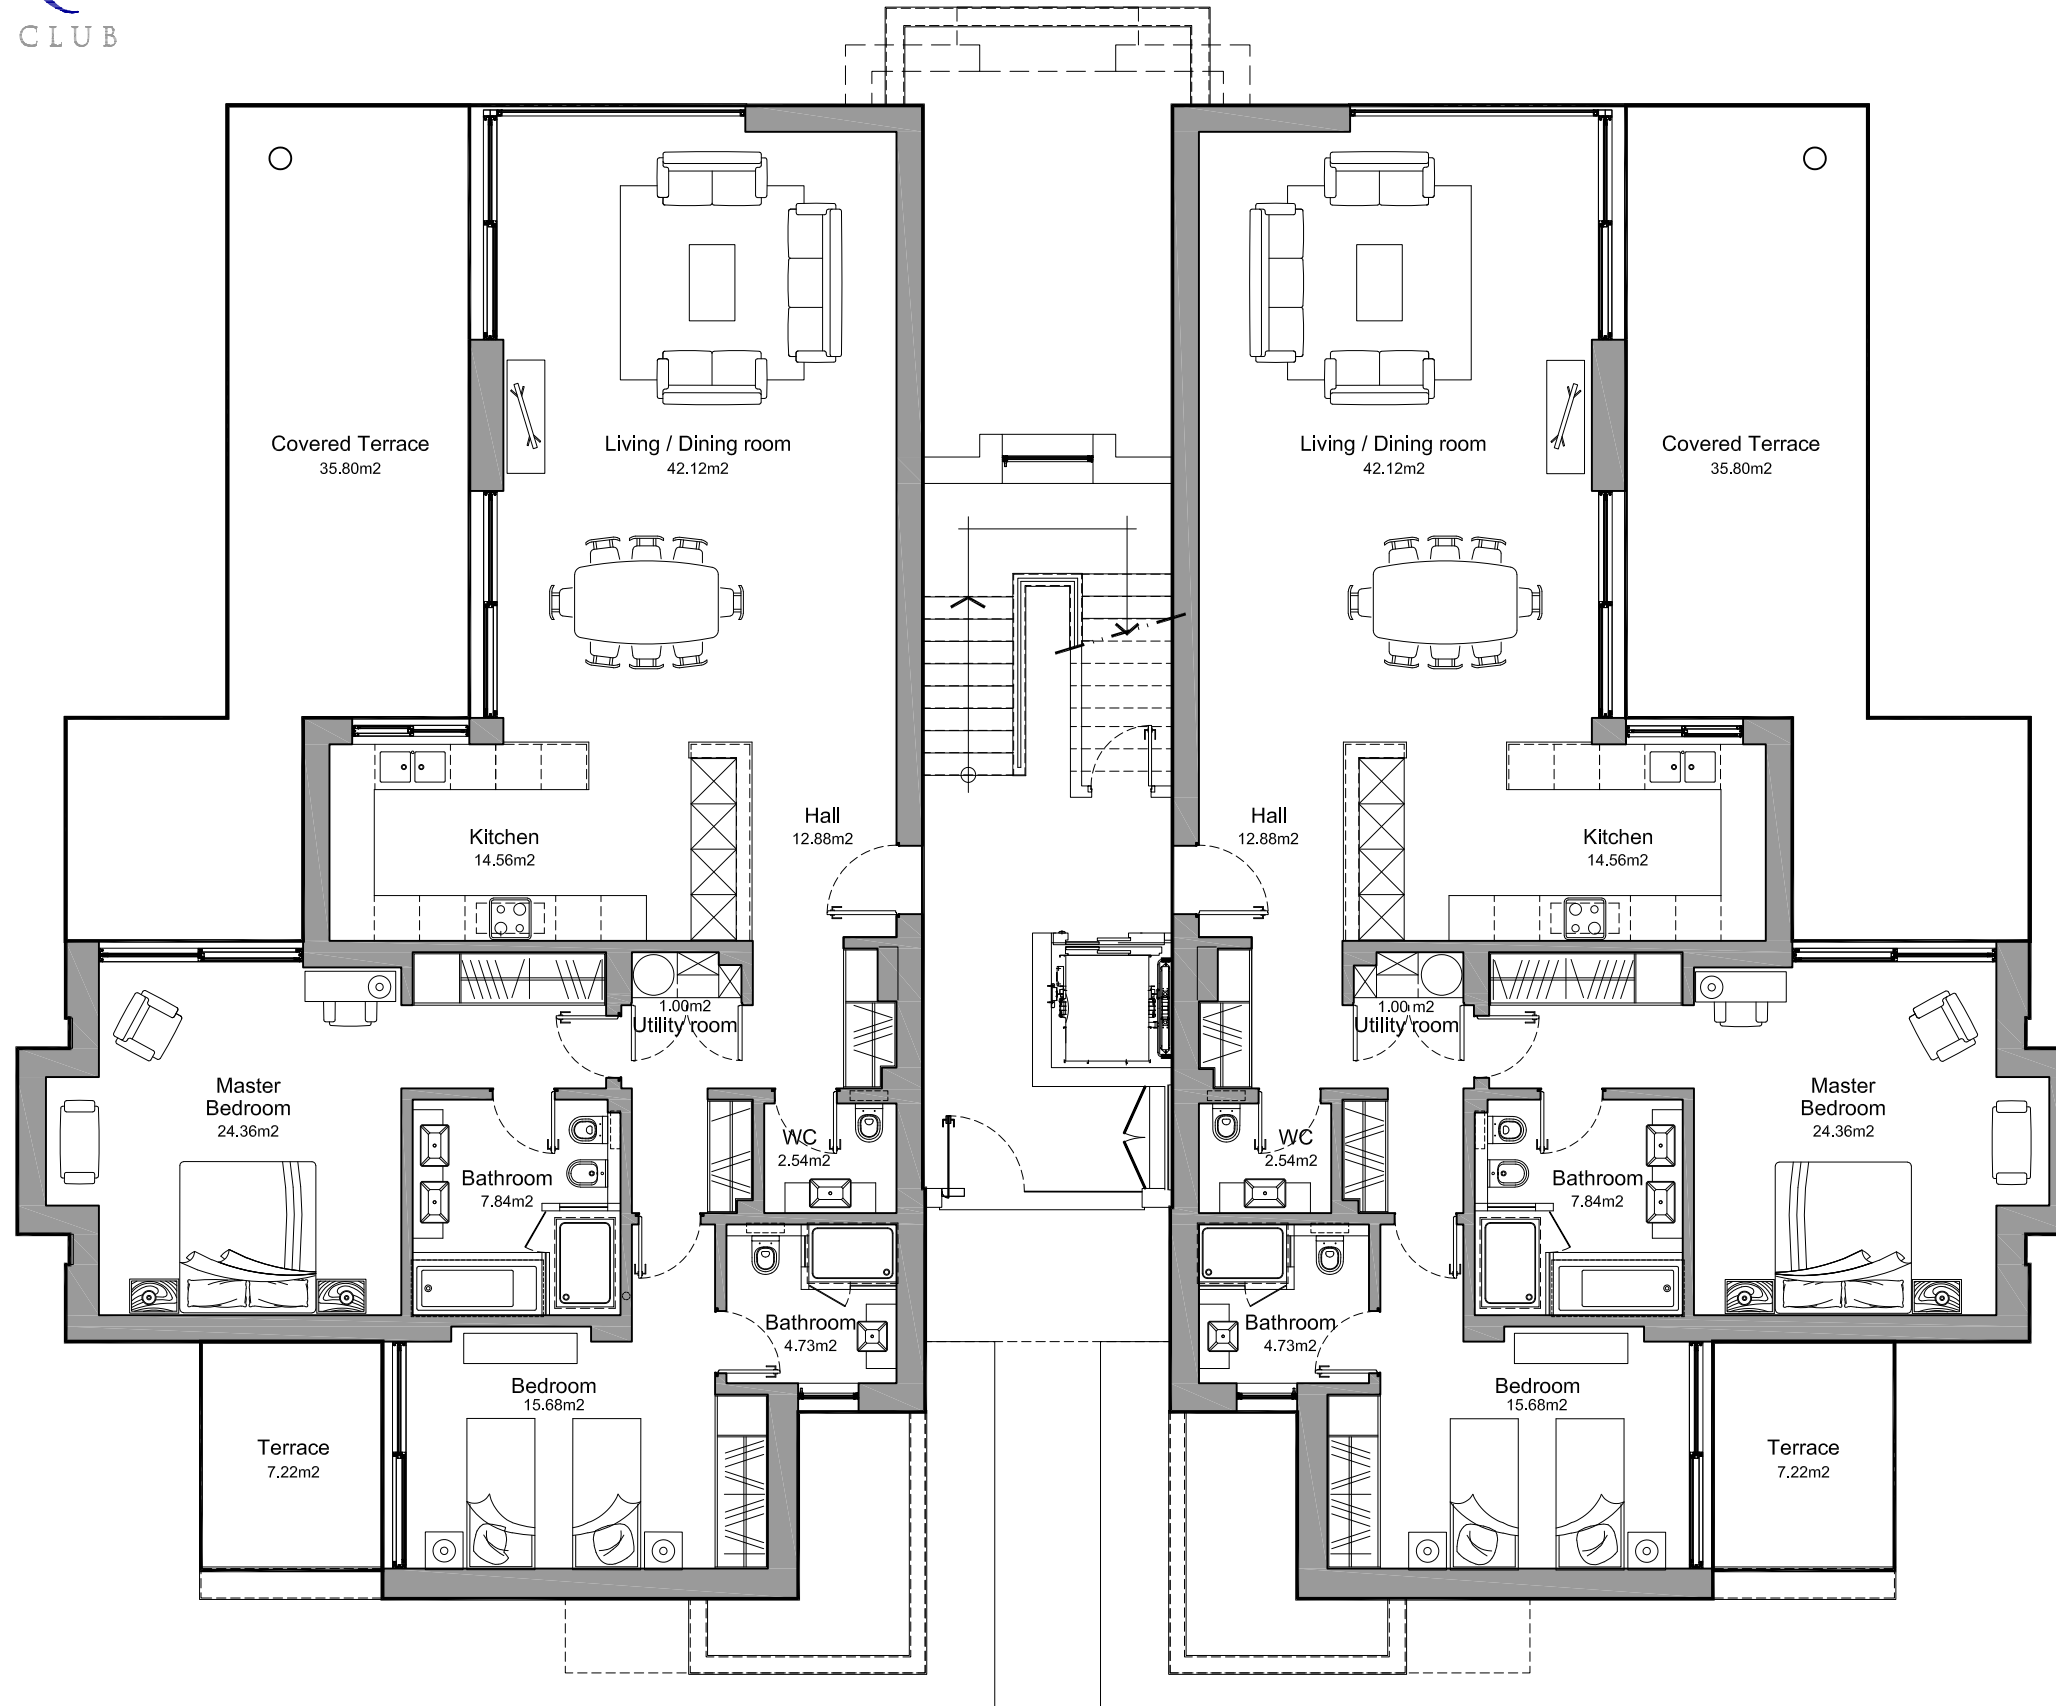 CLUB
Covered Terrace
35.80m2
Living / Dining room
42.12m2
Living / Dining room
42.12m2
Covered Terrace
35.80m2
Kitchen
14.56m2
Hall
12.88m2
Hall
12.88m2
Kitchen
14.56m2
1.00m2
Utility room
1.00m2
Utility room
Master
Bedroom
24.36m2
Bathroom
7.84m2
WC
2.54m2
WC
2.54m2
Bathroom
7.84m2
Master
Bedroom
24.36m2
Bathroom
4.73m2
Bathroom
4.73m2
Terrace
7.22m2
Bedroom
15.68m2
Bedroom
15.68m2
Terrace
7.22m2